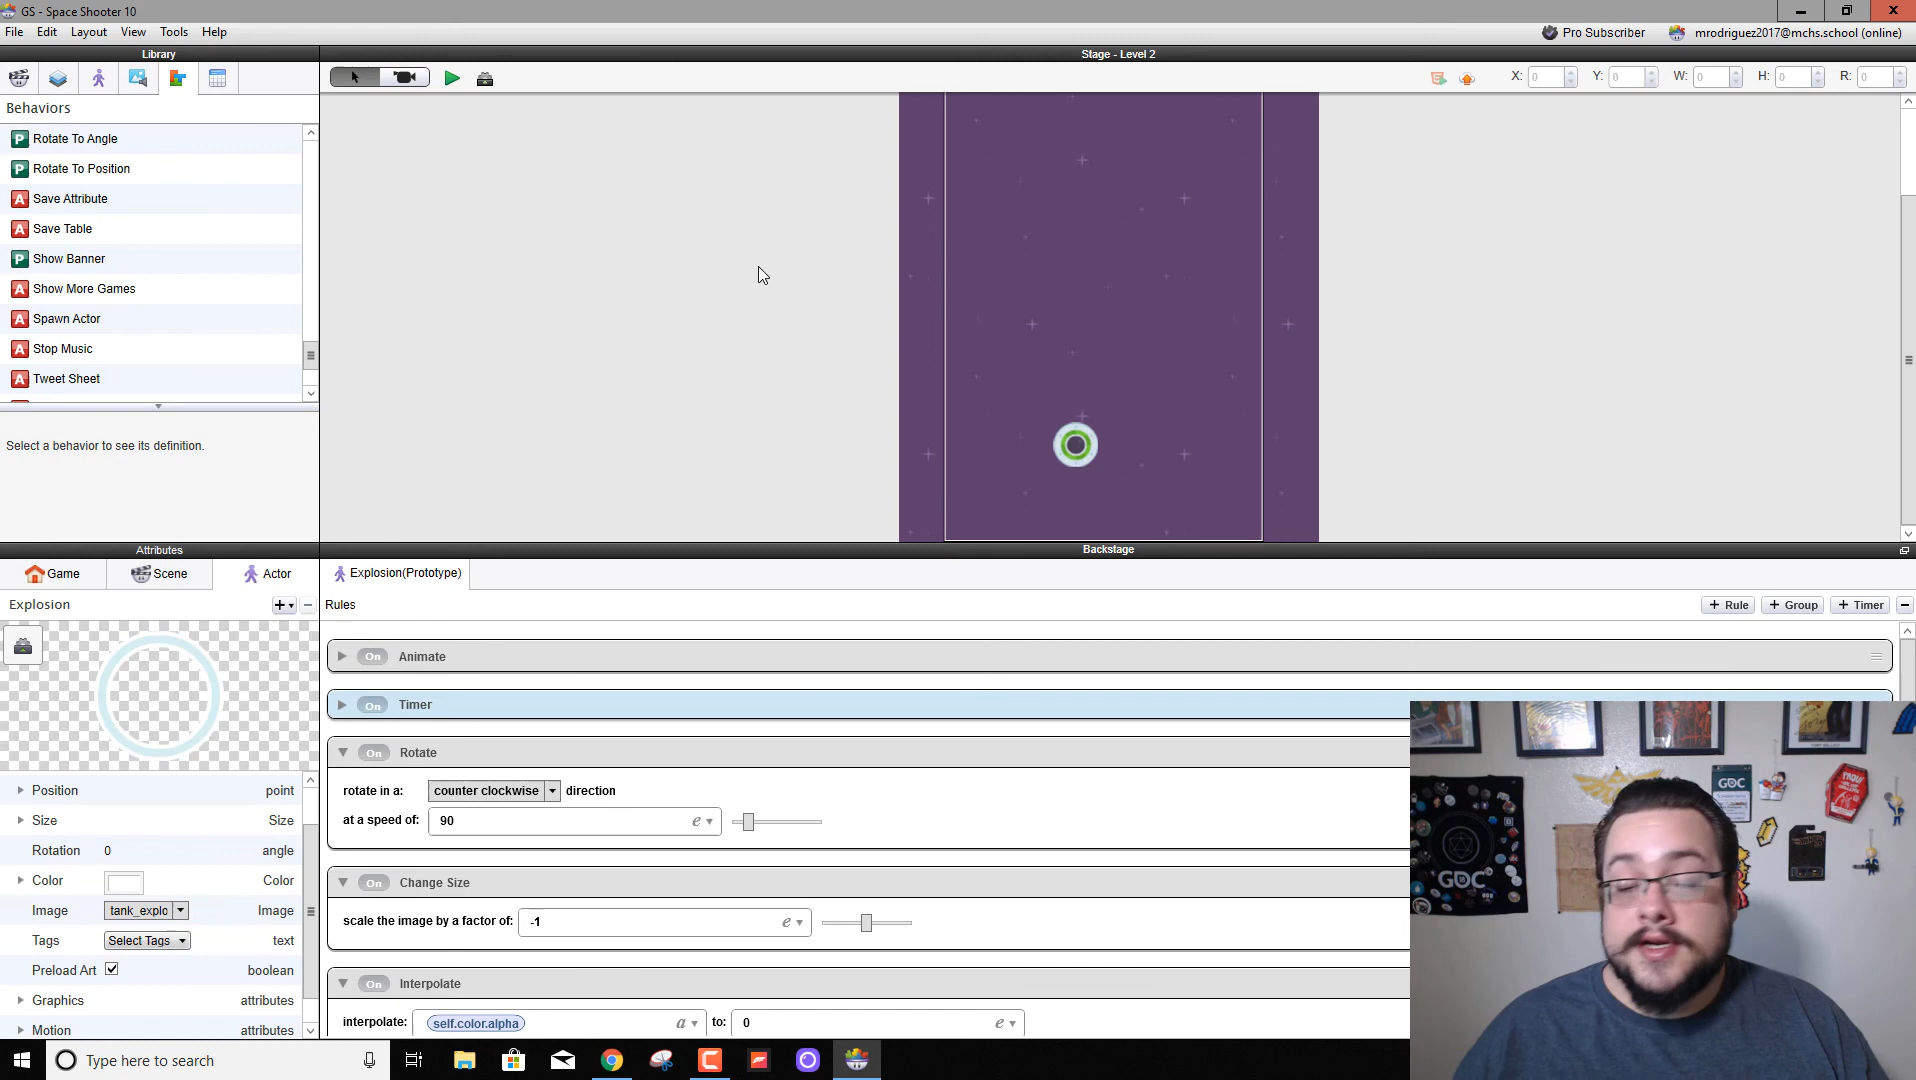 GS - Space Shooter 10
File Edit Layout View Tools Help
Pro Subscriber
mrodriguez2017@mchs.school (online)
Library
Stage - Level 2
X: 0 Y: 0 W: 0 H: 0 R: 0
Behaviors
P Rotate To Angle
P Rotate To Position
A Save Attribute
A Save Table
P Show Banner
A Show More Games
A Spawn Actor
A Stop Music
A Tweet Sheet
Select a behavior to see its definition.
Attributes
Backstage
Game Scene Actor
Explosion(Prototype)
Explosion
Rules
Rule Group Timer
On Animate
On Timer
On Rotate
rotate in a: counter clockwise direction
at a speed of: 90 e
On Change Size
scale the image by a factor of: -1 e
On Interpolate
interpolate: self.color.alpha a to: 0 e
Position point
Size Size
Rotation 0 angle
Color Color
Image tank_explo Image
Tags Select Tags text
Preload Art boolean
Graphics attributes
Motion attributes
GDC
GDC
Type here to search